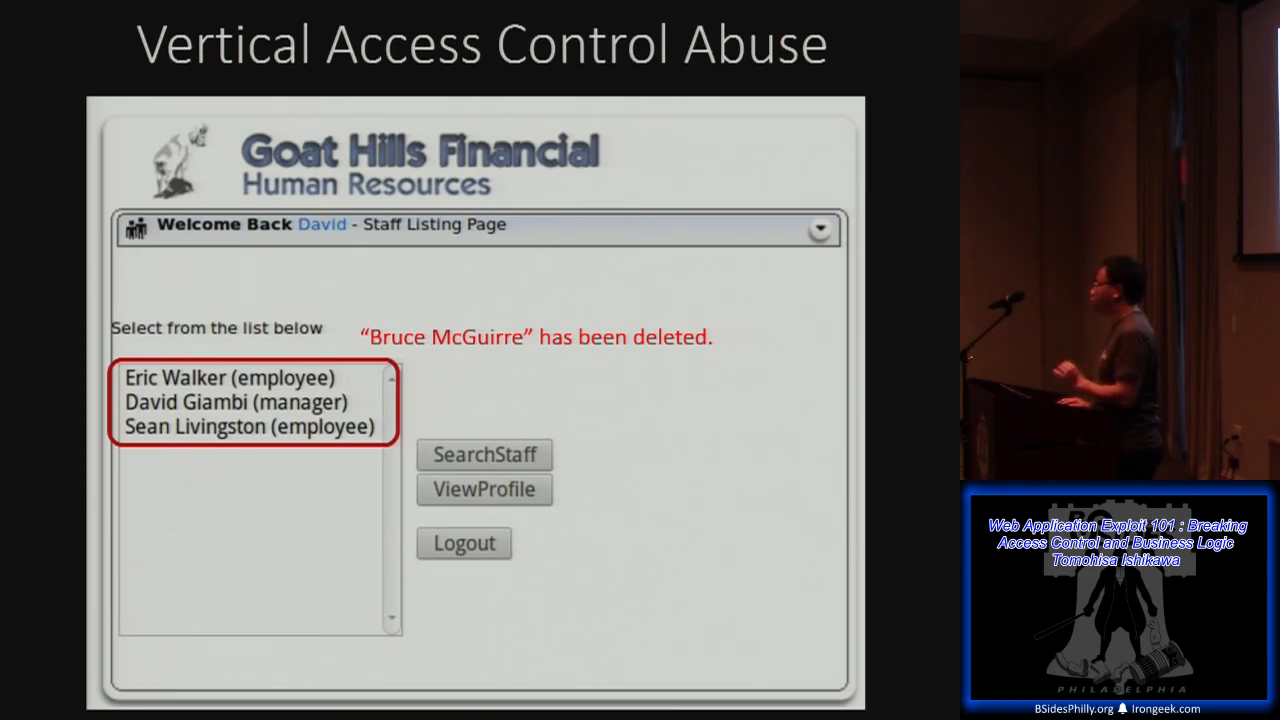 Vertical Access Control Abuse
Goat Hills Financial
Human Resources
Welcome Back David - Staff Listing Page
Select from the list below
“Bruce McGuirre” has been deleted.
Eric Walker (employee)
David Giambi (manager)
Sean Livingston (employee)
SearchStaff
ViewProfile
Logout
Web Application Exploit 101 : Breaking
Access Control and Business Logic
Tomohisa Ishikawa
PHILADELPHIA
BSidesPhilly.org Irongeek.com